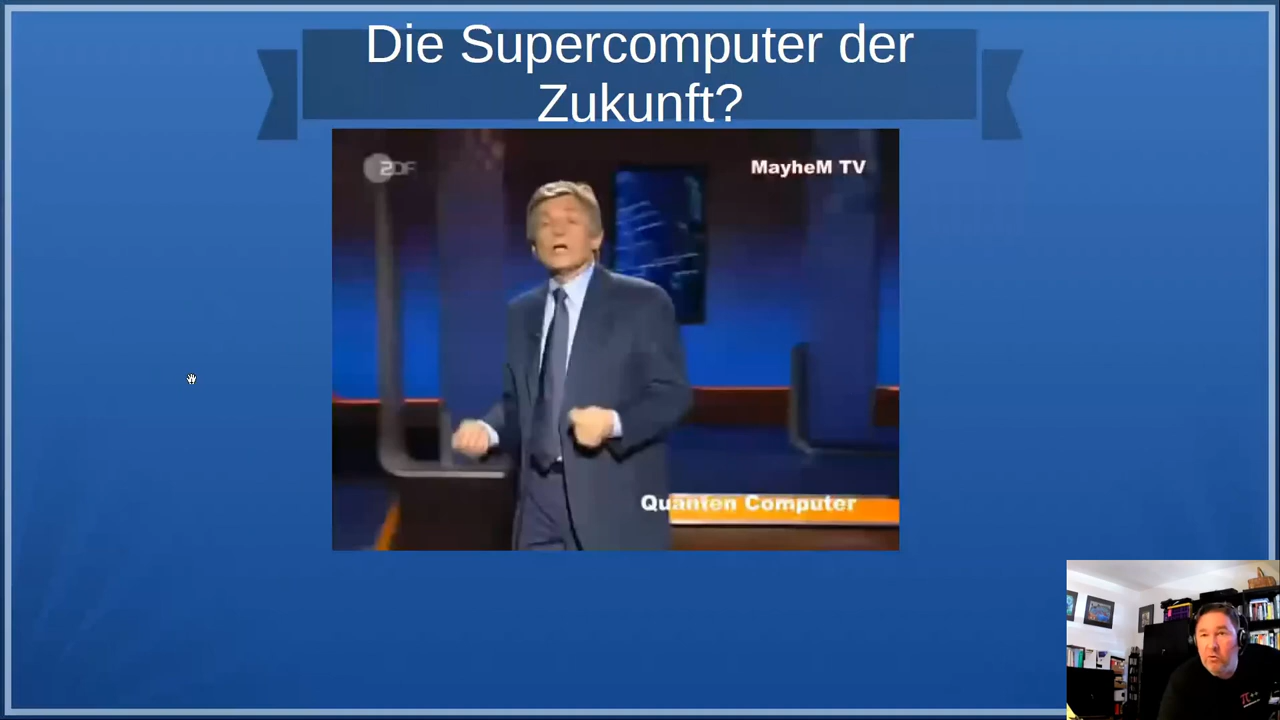 Die Supercomputer der
Zukunft?
ZDF
MayheM TV
Quanten Computer